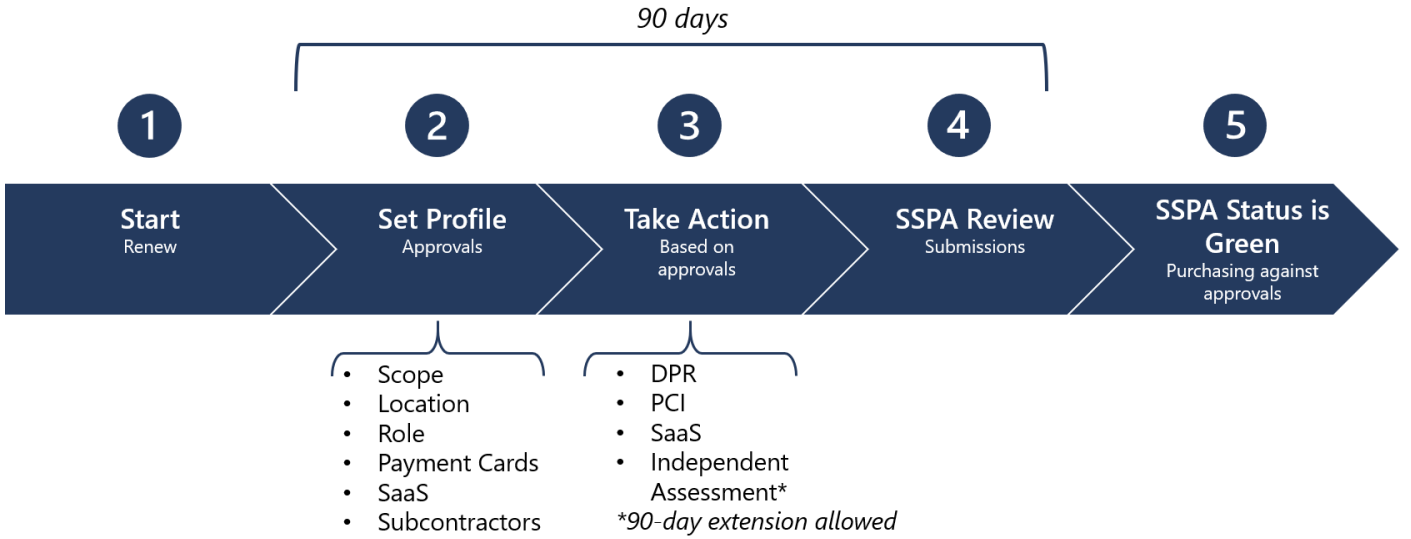 90 days
1
2
3
4
5
Start
Renew
Set Profile
Approvals
Take Action
Based on
approvals
SSPA Review
Submissions
SSPA Status is
Green
Purchasing against
approvals
• Scope
• Location
• Role
• Payment Cards
• SaaS
• Subcontractors
• DPR
• PCI
• SaaS
• Independent
Assessment*
*90-day extension allowed